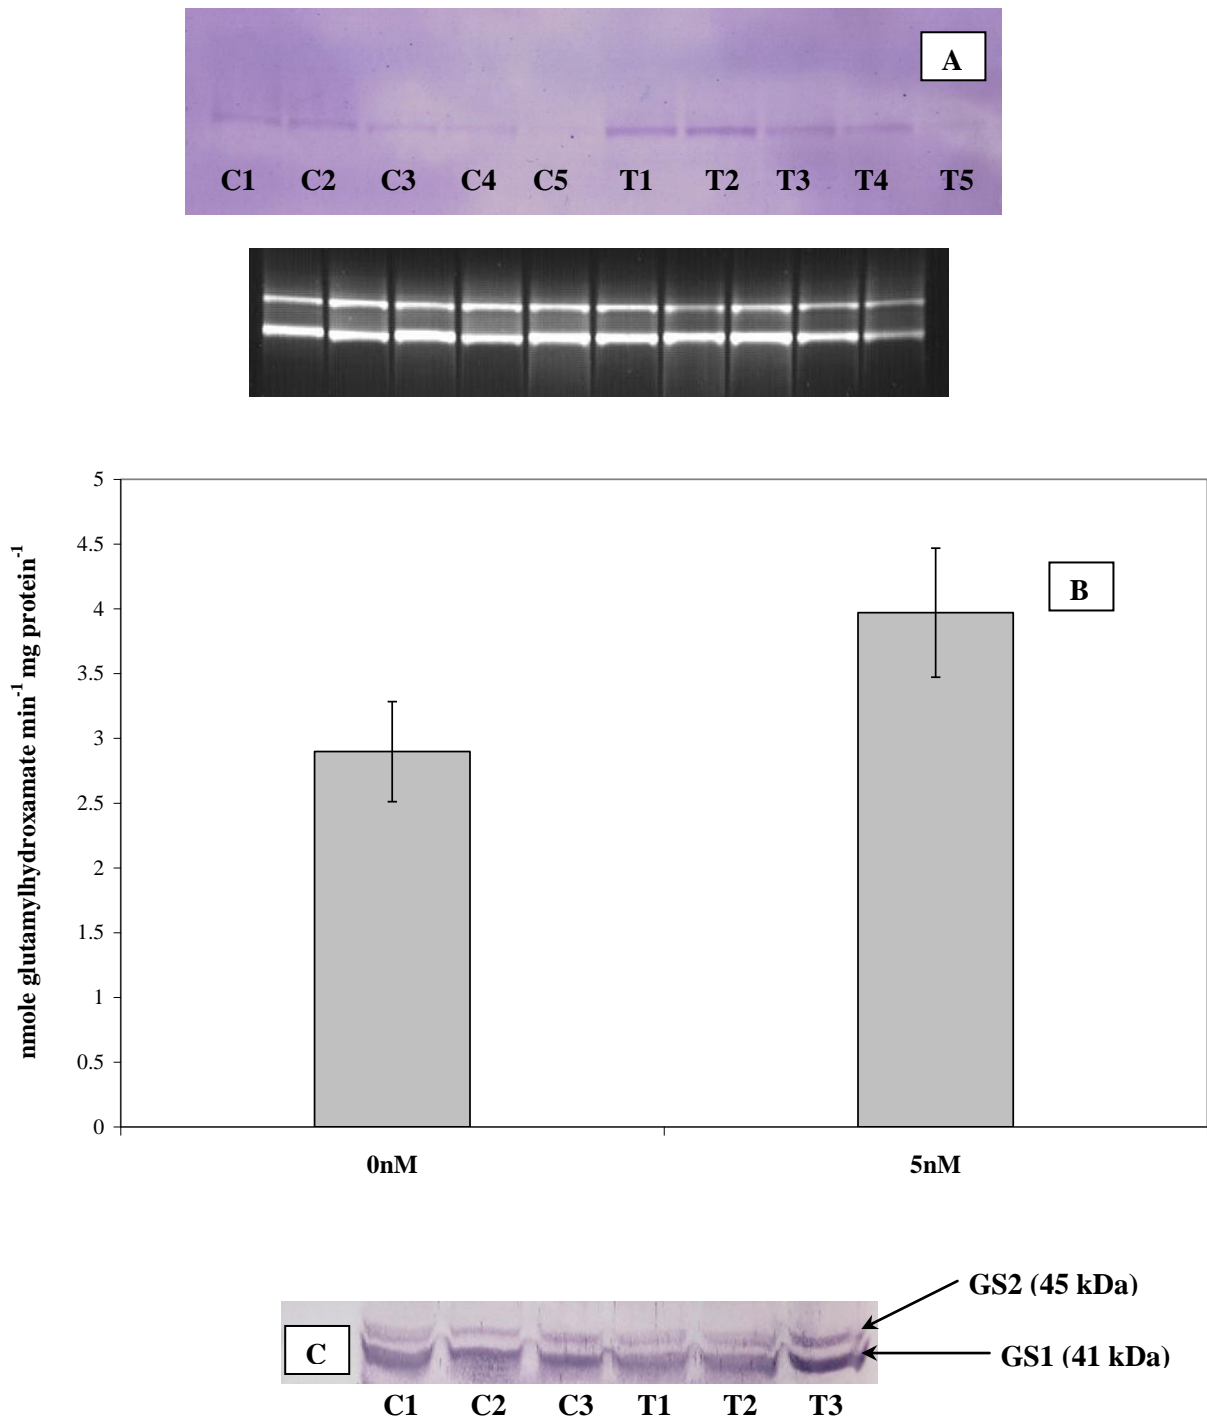 A
C1 C2 C3 C4 C5 T1 T2 T3 T4 T5
5
4.5
4
3.5
3
2.5
2
1.5
1
0.5
0
nmole glutamylhydroxamate min-1 mg protein-1
B
0nM 5nM
GS2 (45 kDa)
C
GS1 (41 kDa)
C1 C2 C3 T1 T2 T3